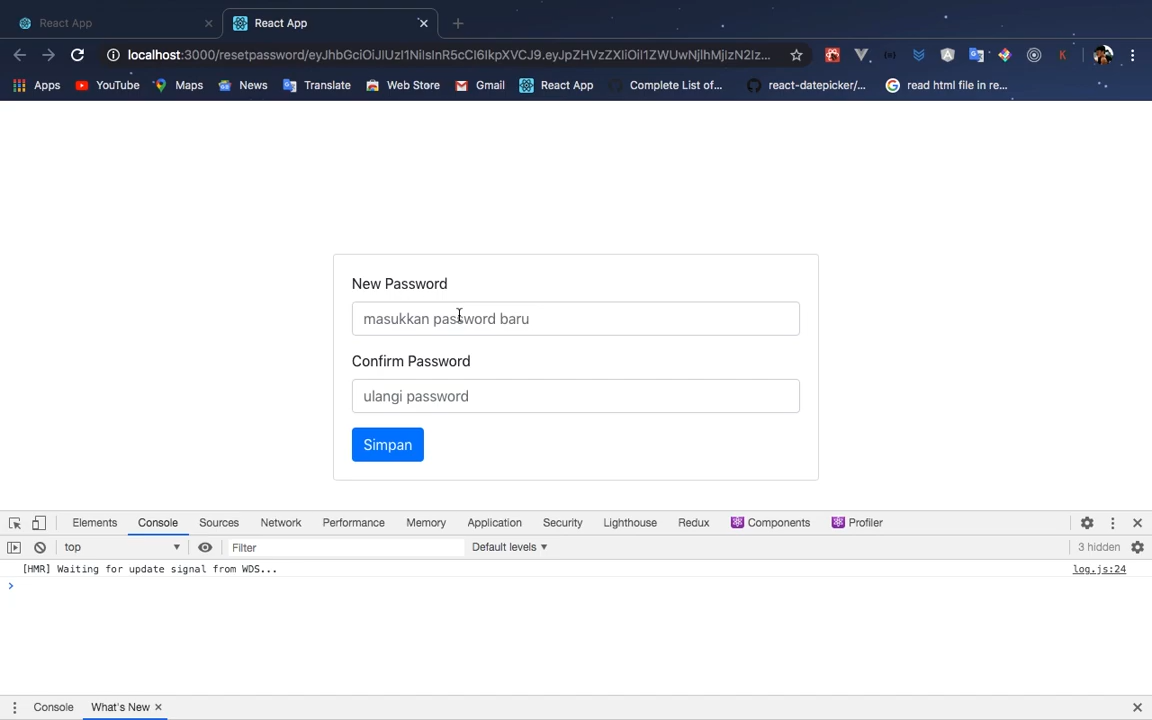 React App
React App
localhost:3000/resetpassword/eyJhbGciOiJIUzI1NiIsInR5cCI6IkpXVCJ9.eyJpZHVzZXIiOiI1ZWUwNjlhMjIzN2Iz...
Apps YouTube Maps News Translate Web Store Gmail React App Complete List of... react-datepicker/... read html file in re...
New Password
masukkan password baru
Confirm Password
ulangi password
Simpan
Elements Console Sources Network Performance Memory Application Security Lighthouse Redux Components Profiler
top Filter Default levels 3 hidden
[HMR] Waiting for update signal from WDS... log.js:24
Console What's New